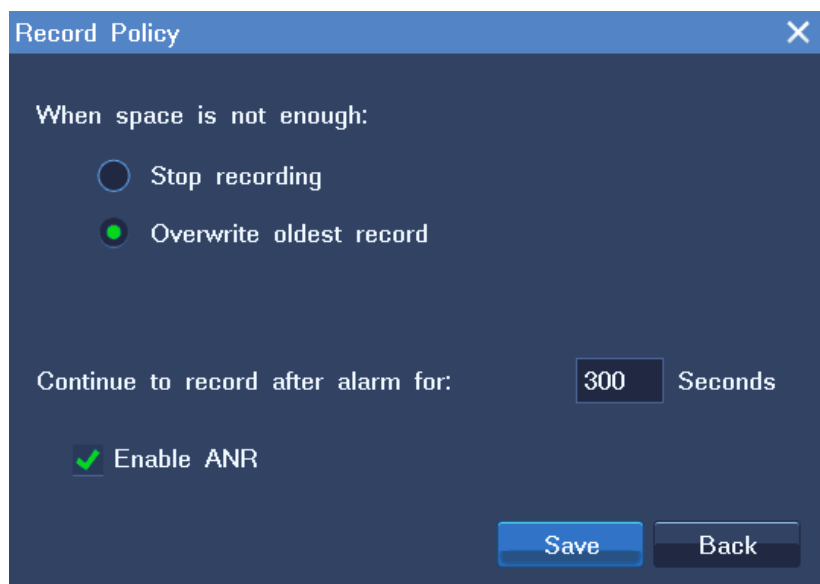 Record Policy
When space is not enough:
Stop recording
Overwrite oldest record
Continue to record after alarm for: 300 Seconds
Enable ANR
Save Back